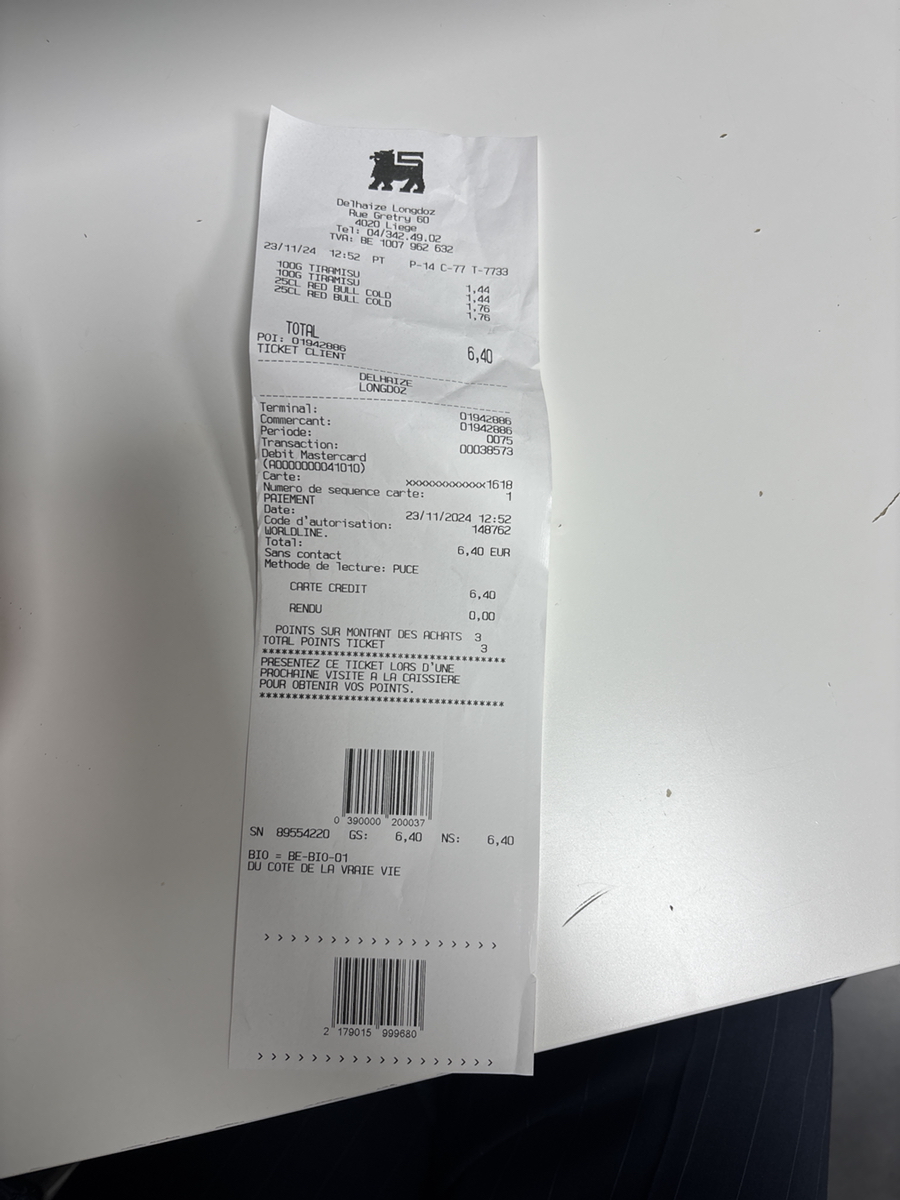 Delhaize Longdoz
Rue Gretry 60
4020 Liege
Tel: 04/342.49.02
TVA: BE 1007 962 632
23/11/24 12:52 PT P-14 C-77 T-7733
100G TIRAMISU 1,44
100G TIRAMISU 1,44
25CL RED BULL COLD 1,76
25CL RED BULL COLD 1,76
TOTAL 6,40
POI: 01942886
TICKET CLIENT
DELHAIZE
LONGDOZ
Terminal: 01942886
Commercant: 01942886
Periode: 0075
Transaction: 00038573
Debit Mastercard
(A0000000041010)
Carte: xxxxxxxxxxxx1618
Numero de sequence carte: 1
PAIEMENT
Date: 23/11/2024 12:52
Code d'autorisation: 148762
WORLDLINE.
Total: 6,40 EUR
Sans contact
Methode de lecture: PUCE
CARTE CREDIT 6,40
RENDU 0,00
POINTS SUR MONTANT DES ACHATS 3
TOTAL POINTS TICKET 3
*************************************
PRESENTEZ CE TICKET LORS D'UNE
PROCHAINE VISITE A LA CAISSIERE
POUR OBTENIR VOS POINTS.
*************************************
0 390000 200037
SN 89554220 GS: 6,40 NS: 6,40
BIO = BE-BIO-01
DU COTE DE LA VRAIE VIE
> > > > > > > > > > > > > > > > > >
2 179015 999680
> > > > > > > > > > > > > > > > > >